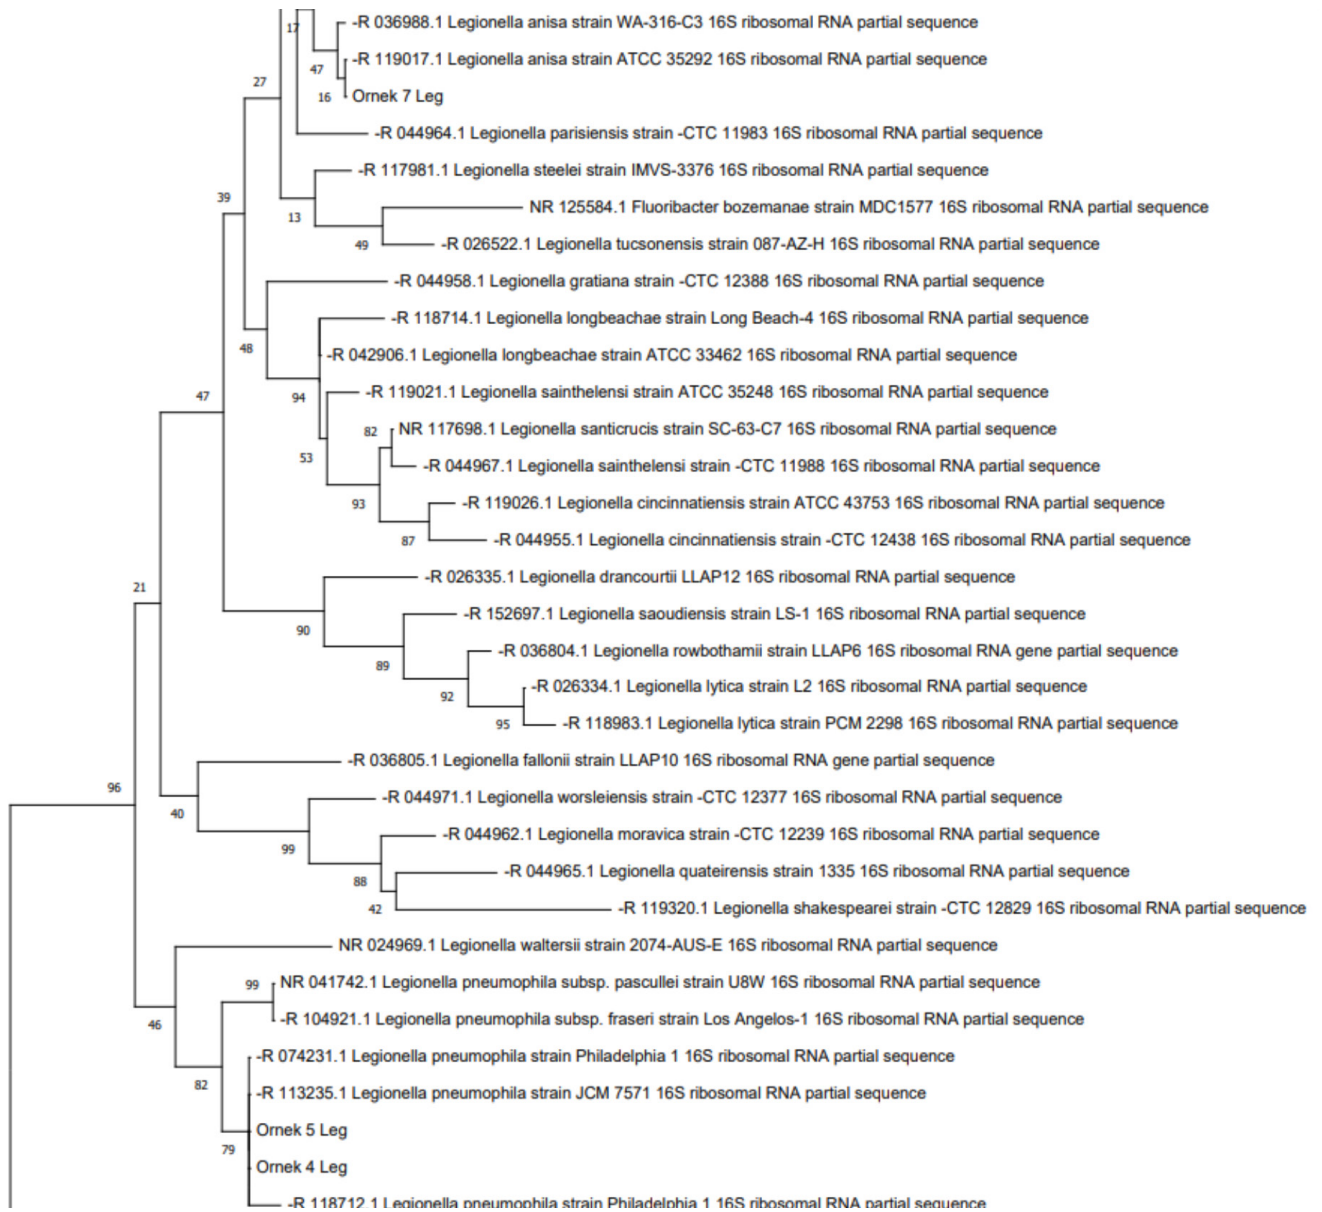 17
-R 036988.1 Legionella anisa strain WA-316-C3 16S ribosomal RNA partial sequence
-R 119017.1 Legionella anisa strain ATCC 35292 16S ribosomal RNA partial sequence
47
27
16
Ornek 7 Leg
-R 044964.1 Legionella parisiensis strain -CTC 11983 16S ribosomal RNA partial sequence
-R 117981.1 Legionella steelei strain IMVS-3376 16S ribosomal RNA partial sequence
39
13
NR 125584.1 Fluoribacter bozemanae strain MDC1577 16S ribosomal RNA partial sequence
49
-R 026522.1 Legionella tucsonensis strain 087-AZ-H 16S ribosomal RNA partial sequence
-R 044958.1 Legionella gratiana strain -CTC 12388 16S ribosomal RNA partial sequence
-R 118714.1 Legionella longbeachae strain Long Beach-4 16S ribosomal RNA partial sequence
48
-R 042906.1 Legionella longbeachae strain ATCC 33462 16S ribosomal RNA partial sequence
-R 119021.1 Legionella sainthelensi strain ATCC 35248 16S ribosomal RNA partial sequence
47
94
82
NR 117698.1 Legionella santicrucis strain SC-63-C7 16S ribosomal RNA partial sequence
53
-R 044967.1 Legionella sainthelensi strain -CTC 11988 16S ribosomal RNA partial sequence
93
-R 119026.1 Legionella cincinnatiensis strain ATCC 43753 16S ribosomal RNA partial sequence
87
-R 044955.1 Legionella cincinnatiensis strain -CTC 12438 16S ribosomal RNA partial sequence
-R 026335.1 Legionella drancourtii LLAP12 16S ribosomal RNA partial sequence
21
-R 152697.1 Legionella saoudiensis strain LS-1 16S ribosomal RNA partial sequence
90
-R 036804.1 Legionella rowbothamii strain LLAP6 16S ribosomal RNA gene partial sequence
89
-R 026334.1 Legionella lytica strain L2 16S ribosomal RNA partial sequence
92
95
-R 118983.1 Legionella lytica strain PCM 2298 16S ribosomal RNA partial sequence
-R 036805.1 Legionella fallonii strain LLAP10 16S ribosomal RNA gene partial sequence
96
-R 044971.1 Legionella worsleiensis strain -CTC 12377 16S ribosomal RNA partial sequence
40
-R 044962.1 Legionella moravica strain -CTC 12239 16S ribosomal RNA partial sequence
99
-R 044965.1 Legionella quateirensis strain 1335 16S ribosomal RNA partial sequence
88
42
-R 119320.1 Legionella shakespearei strain -CTC 12829 16S ribosomal RNA partial sequence
NR 024969.1 Legionella waltersii strain 2074-AUS-E 16S ribosomal RNA partial sequence
99
NR 041742.1 Legionella pneumophila subsp. pascullei strain U8W 16S ribosomal RNA partial sequence
46
-R 104921.1 Legionella pneumophila subsp. fraseri strain Los Angelos-1 16S ribosomal RNA partial sequence
-R 074231.1 Legionella pneumophila strain Philadelphia 1 16S ribosomal RNA partial sequence
82
-R 113235.1 Legionella pneumophila strain JCM 7571 16S ribosomal RNA partial sequence
Ornek 5 Leg
79
Ornek 4 Leg
-R 118712.1 Legionella pneumophila strain Philadelphia 1 16S ribosomal RNA partial sequence